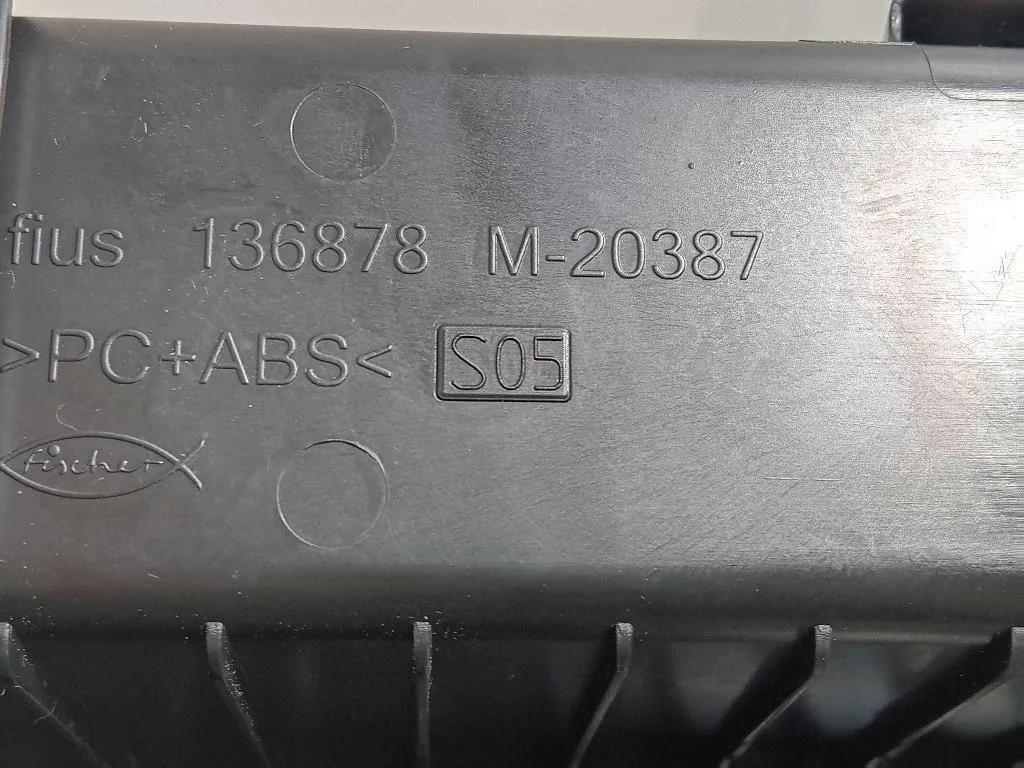 fius 136878 M-20387
>PC+ABS< S05
fischer